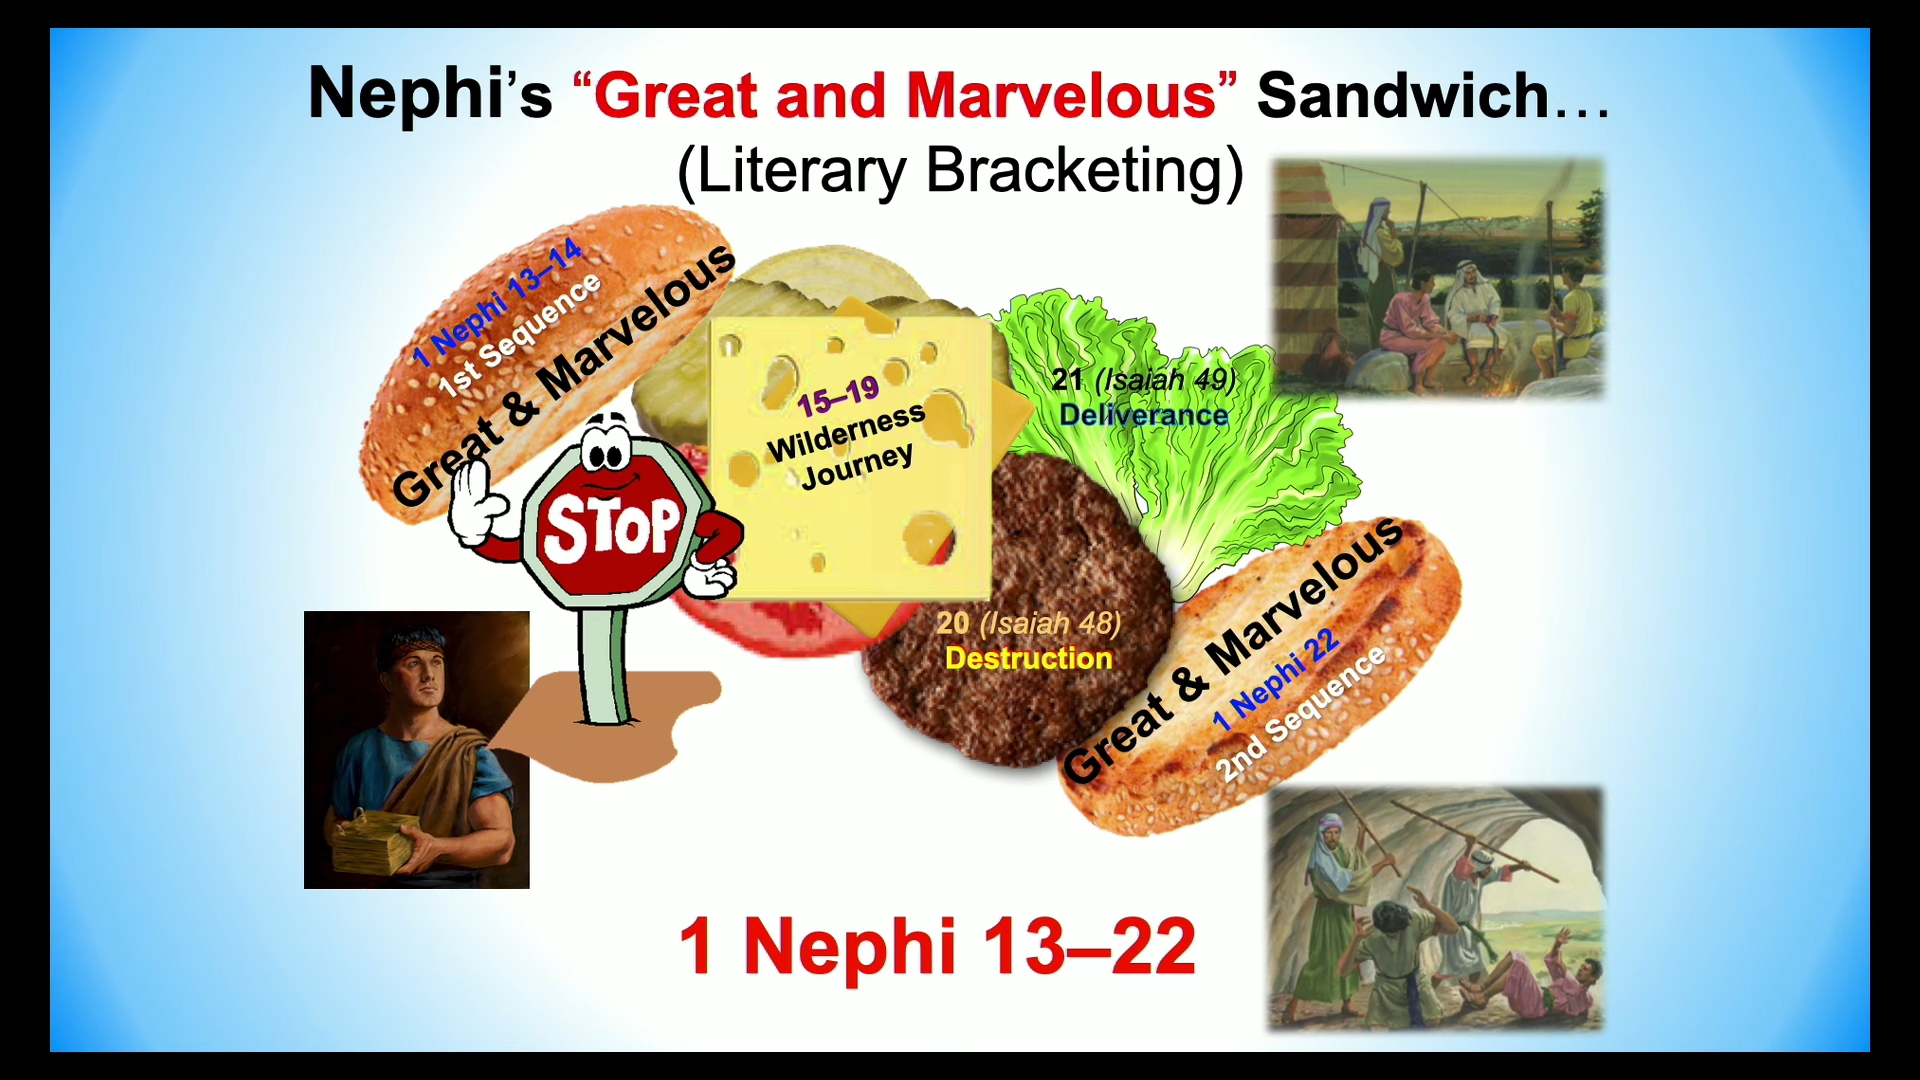 Nephi’s “Great and Marvelous” Sandwich…
(Literary Bracketing)
1 Nephi 13–14
1st Sequence
Great & Marvelous
STOP
15–19
Wilderness
Journey
21 (Isaiah 49)
Deliverance
20 (Isaiah 48)
Destruction
Great & Marvelous
1 Nephi 22
2nd Sequence
1 Nephi 13–22